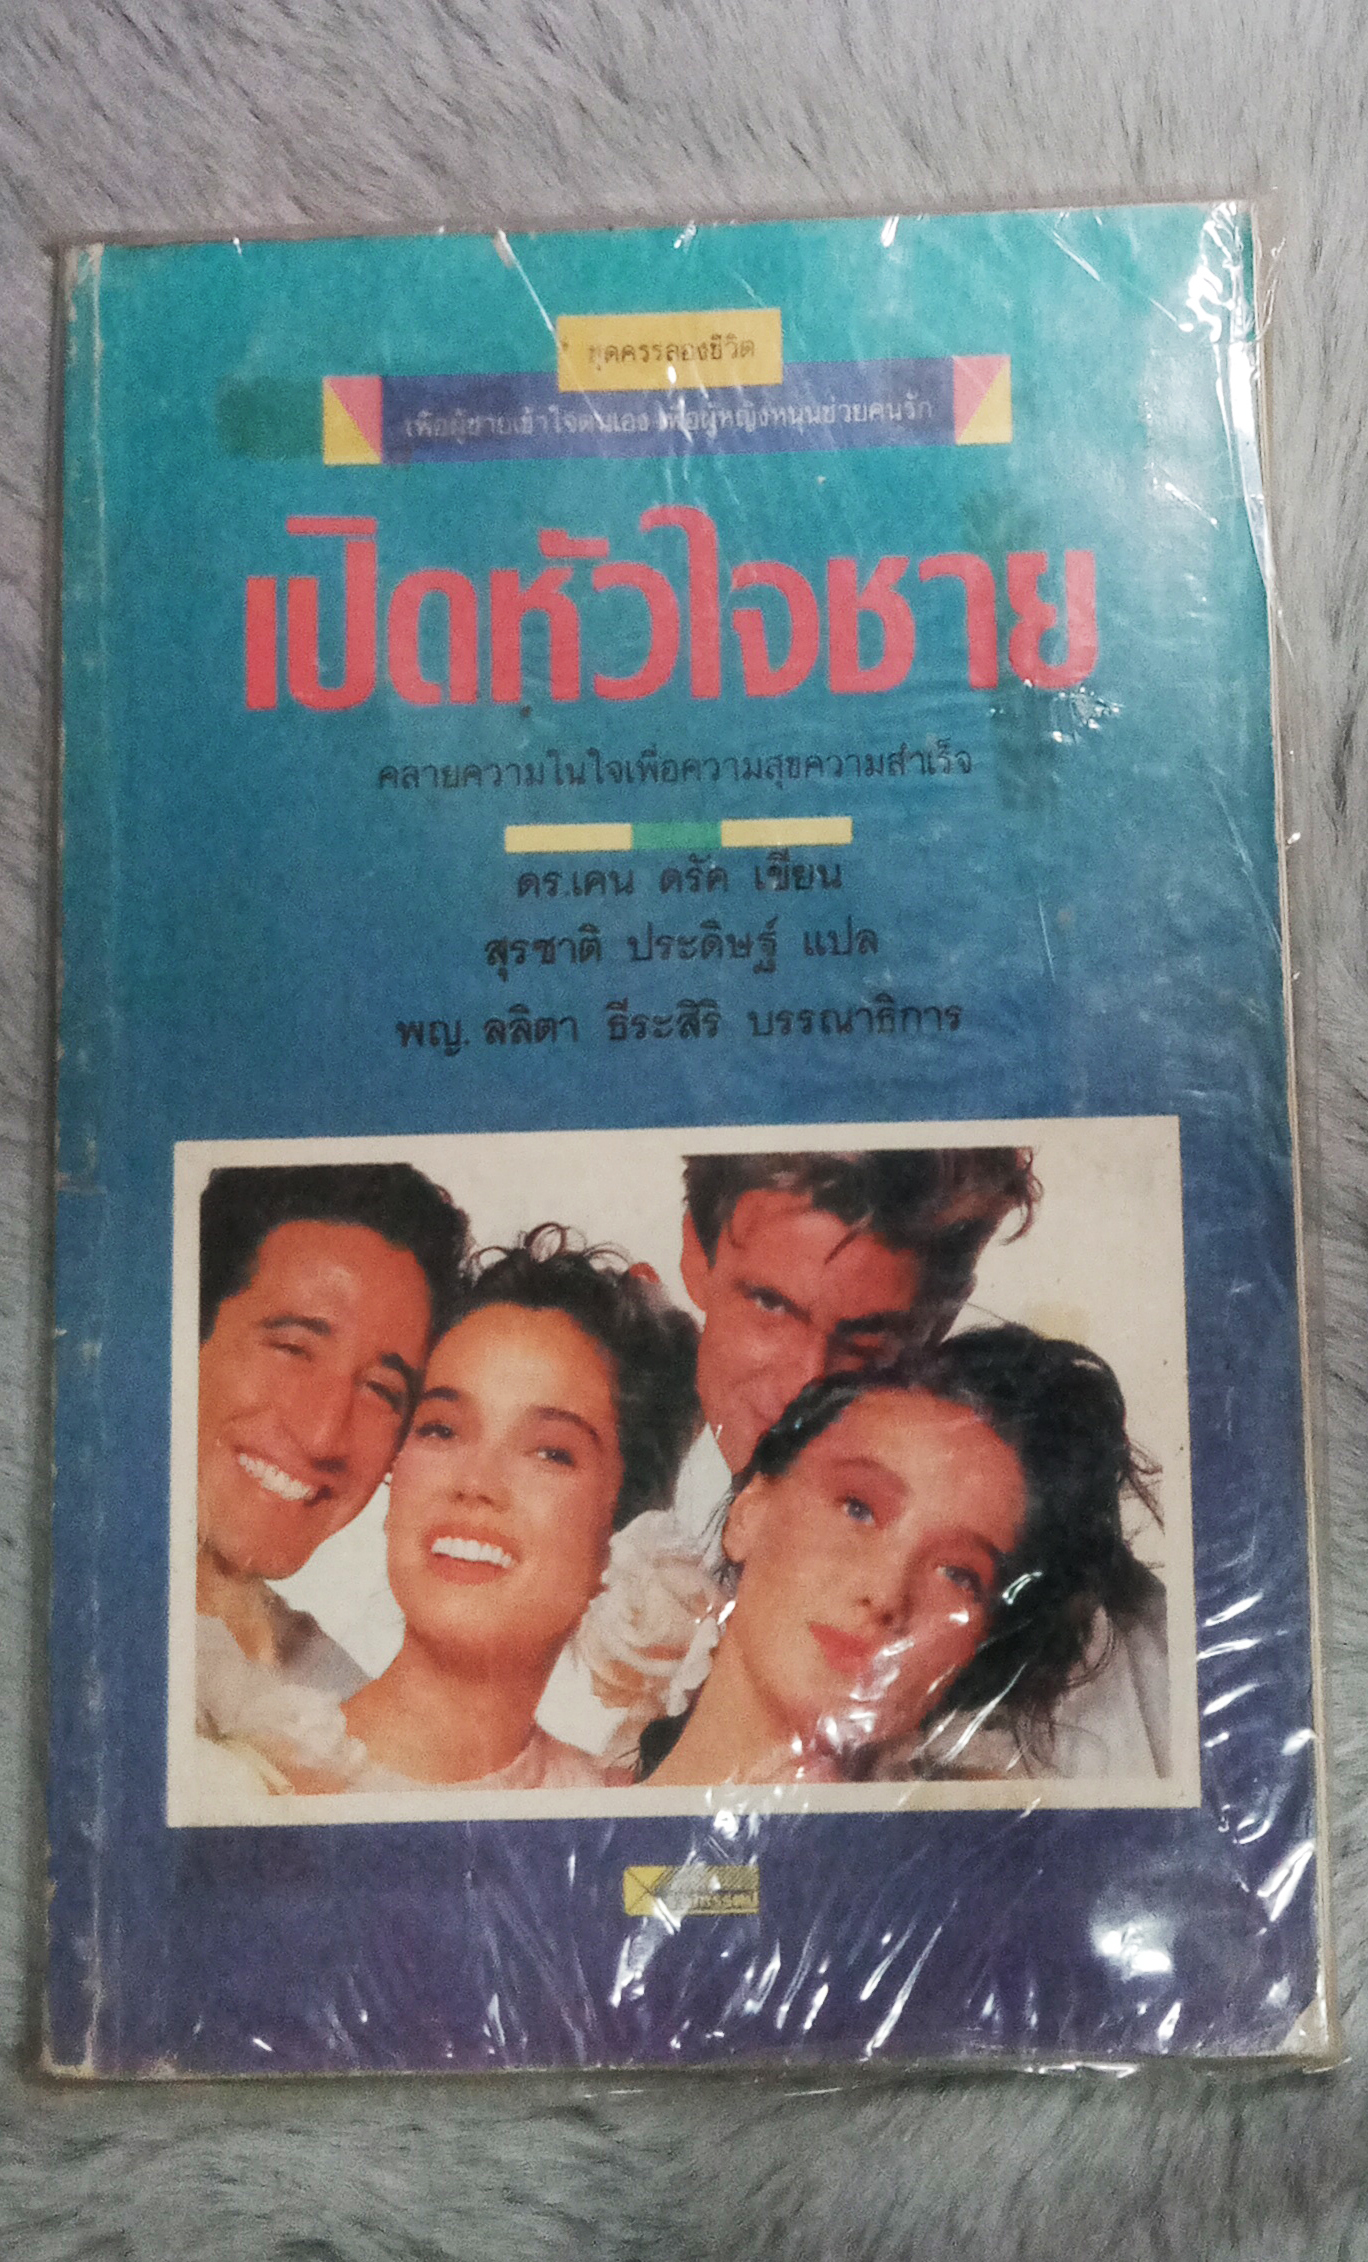 ชุดครรลองชีวิต
เพื่อผู้ชายเข้าใจตนเอง เพื่อผู้หญิงหนุนช่วยคนรัก
เปิดหัวใจชาย
คลายความในใจเพื่อความสุขความสำเร็จ
ดร.เคน ดรัค เขียน
สุรชาติ ประดิษฐ์ แปล
พญ. ลลิตา ธีระสิริ บรรณาธิการ